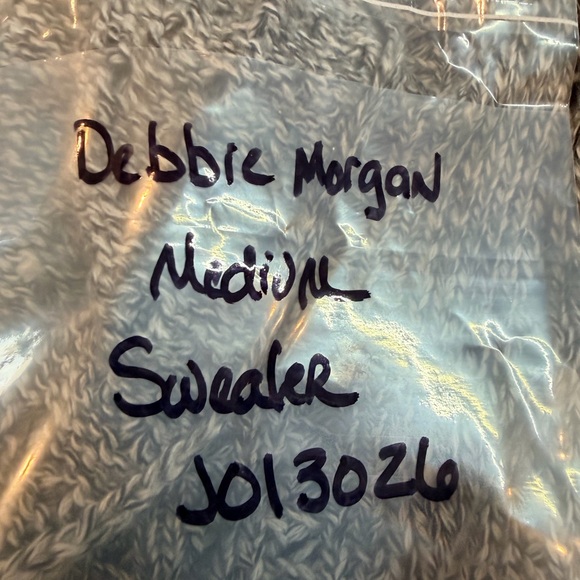 Debbie Morgan
Medium
Sweater
J013026